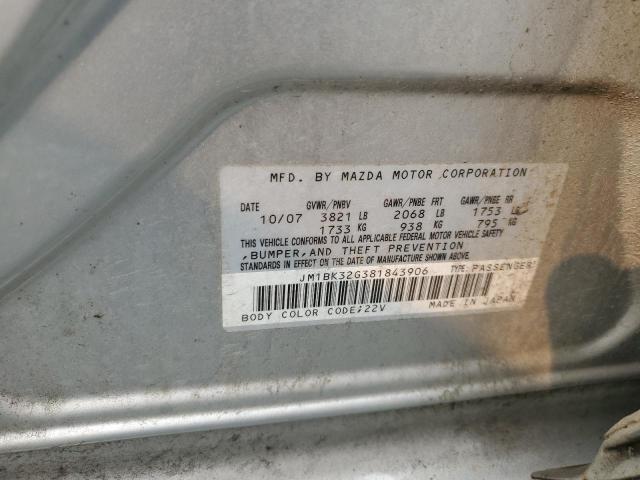 MFD. BY MAZDA MOTOR CORPORATION
DATE GVWR/PNBV GAWR/PNBE FRT GAWR/PNBE RR
10/07 3821 LB 2068 LB 1753 LB
1733 KG 938 KG 795 KG
THIS VEHICLE CONFORMS TO ALL APPLICABLE FEDERAL MOTOR VEHICLE SAFETY
,BUMPER,AND THEFT PREVENTION
STANDARDS IN EFFECT ON THE DATE OF MANUFACTURE SHOWN ABOVE.
JM1BK32G381843906 TYPE:PASSENGER
MADE IN JAPAN
BODY COLOR CODE:22V